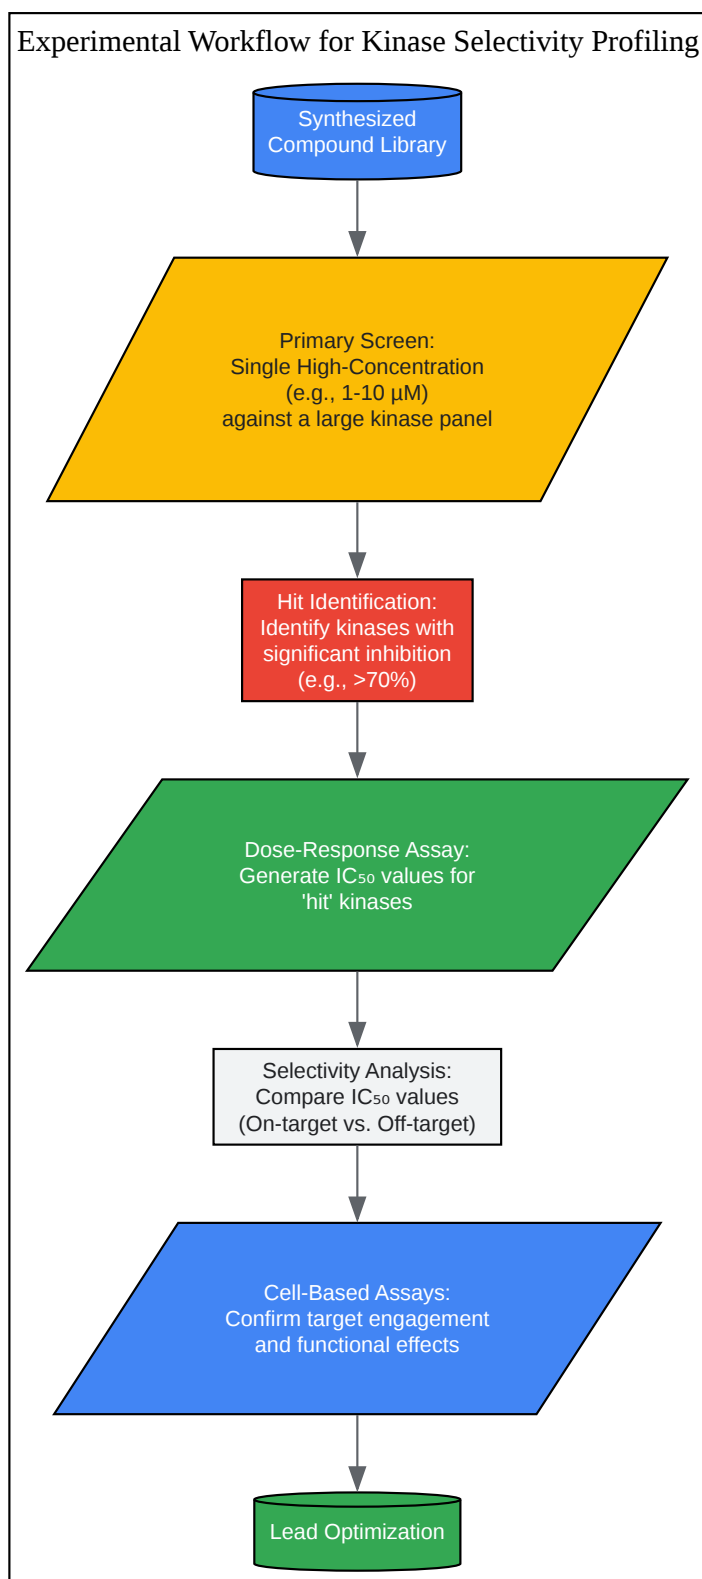 Experimental Workflow for Kinase Selectivity Profiling
Synthesized
Compound Library
Primary Screen:
Single High-Concentration
(e.g., 1-10 µM)
against a large kinase panel
Hit Identification:
Identify kinases with
significant inhibition
(e.g., >70%)
Dose-Response Assay:
Generate IC₅₀ values for
'hit' kinases
Selectivity Analysis:
Compare IC₅₀ values
(On-target vs. Off-target)
Cell-Based Assays:
Confirm target engagement
and functional effects
Lead Optimization